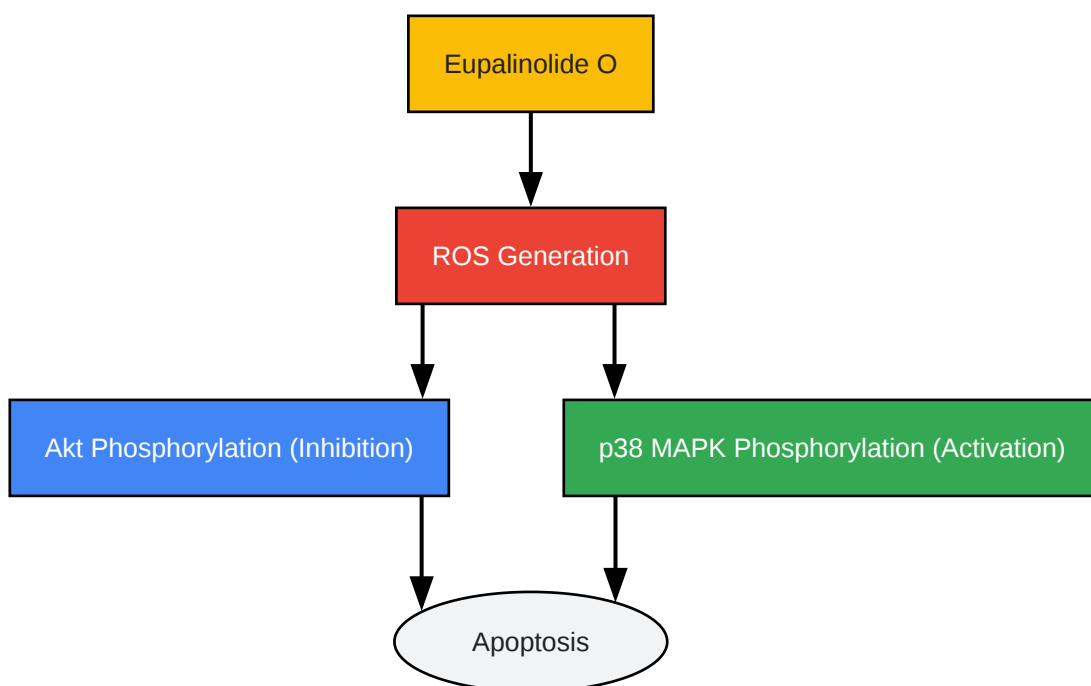 Eupalinolide O
ROS Generation
Akt Phosphorylation (Inhibition)
p38 MAPK Phosphorylation (Activation)
Apoptosis